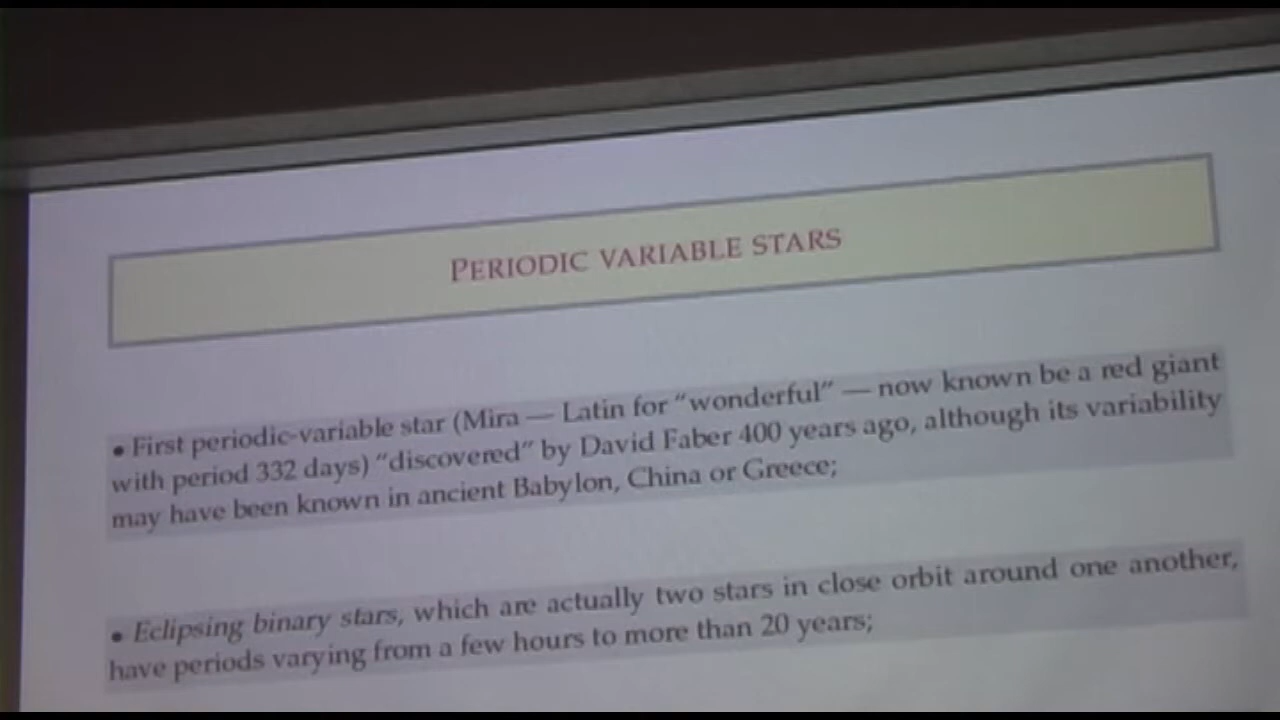 PERIODIC VARIABLE STARS
• First periodic-variable star (Mira — Latin for “wonderful” — now known be a red giant
with period 332 days) “discovered” by David Faber 400 years ago, although its variability
may have been known in ancient Babylon, China or Greece;
• Eclipsing binary stars, which are actually two stars in close orbit around one another,
have periods varying from a few hours to more than 20 years;